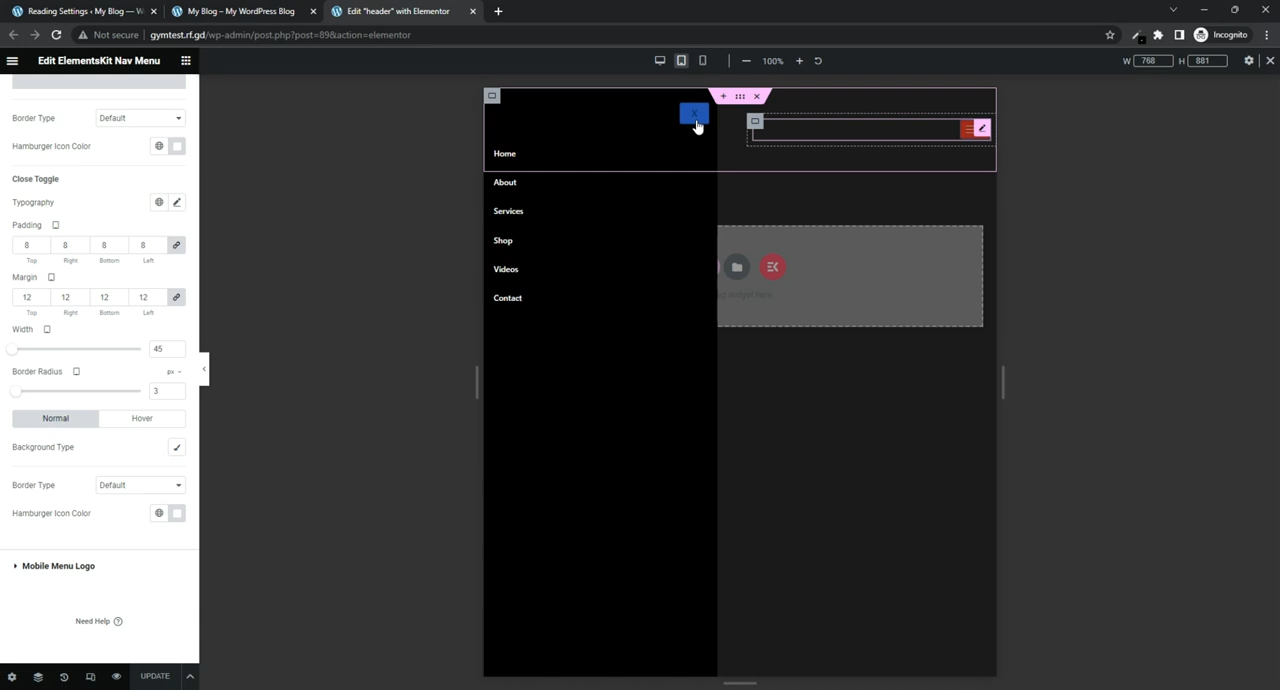 Reading Settings ‹ My Blog — W
My Blog – My WordPress Blog
Edit "header" with Elementor
Not secure
gymtest.rf.gd/wp-admin/post.php?post=89&action=elementor
Incognito
Edit ElementsKit Nav Menu
100%
W 768 H 881
Border Type Default
Hamburger Icon Color
Close Toggle
Typography
Padding
8 8 8 8
Top Right Bottom Left
Margin
12 12 12 12
Top Right Bottom Left
Width
45
Border Radius px
3
Normal Hover
Background Type
Border Type Default
Hamburger Icon Color
Mobile Menu Logo
Need Help
UPDATE
X
Home
About
Services
Shop
Videos
Contact
widget here